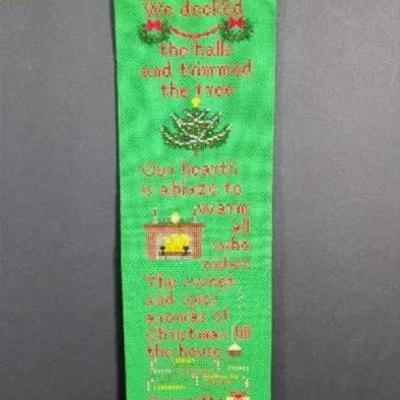 We decked
the halls
and trimmed
the tree
Our hearth
is ablaze to
warm
all
who
enter
The sweet
and spicy
aromas of
Christmas fill
the house